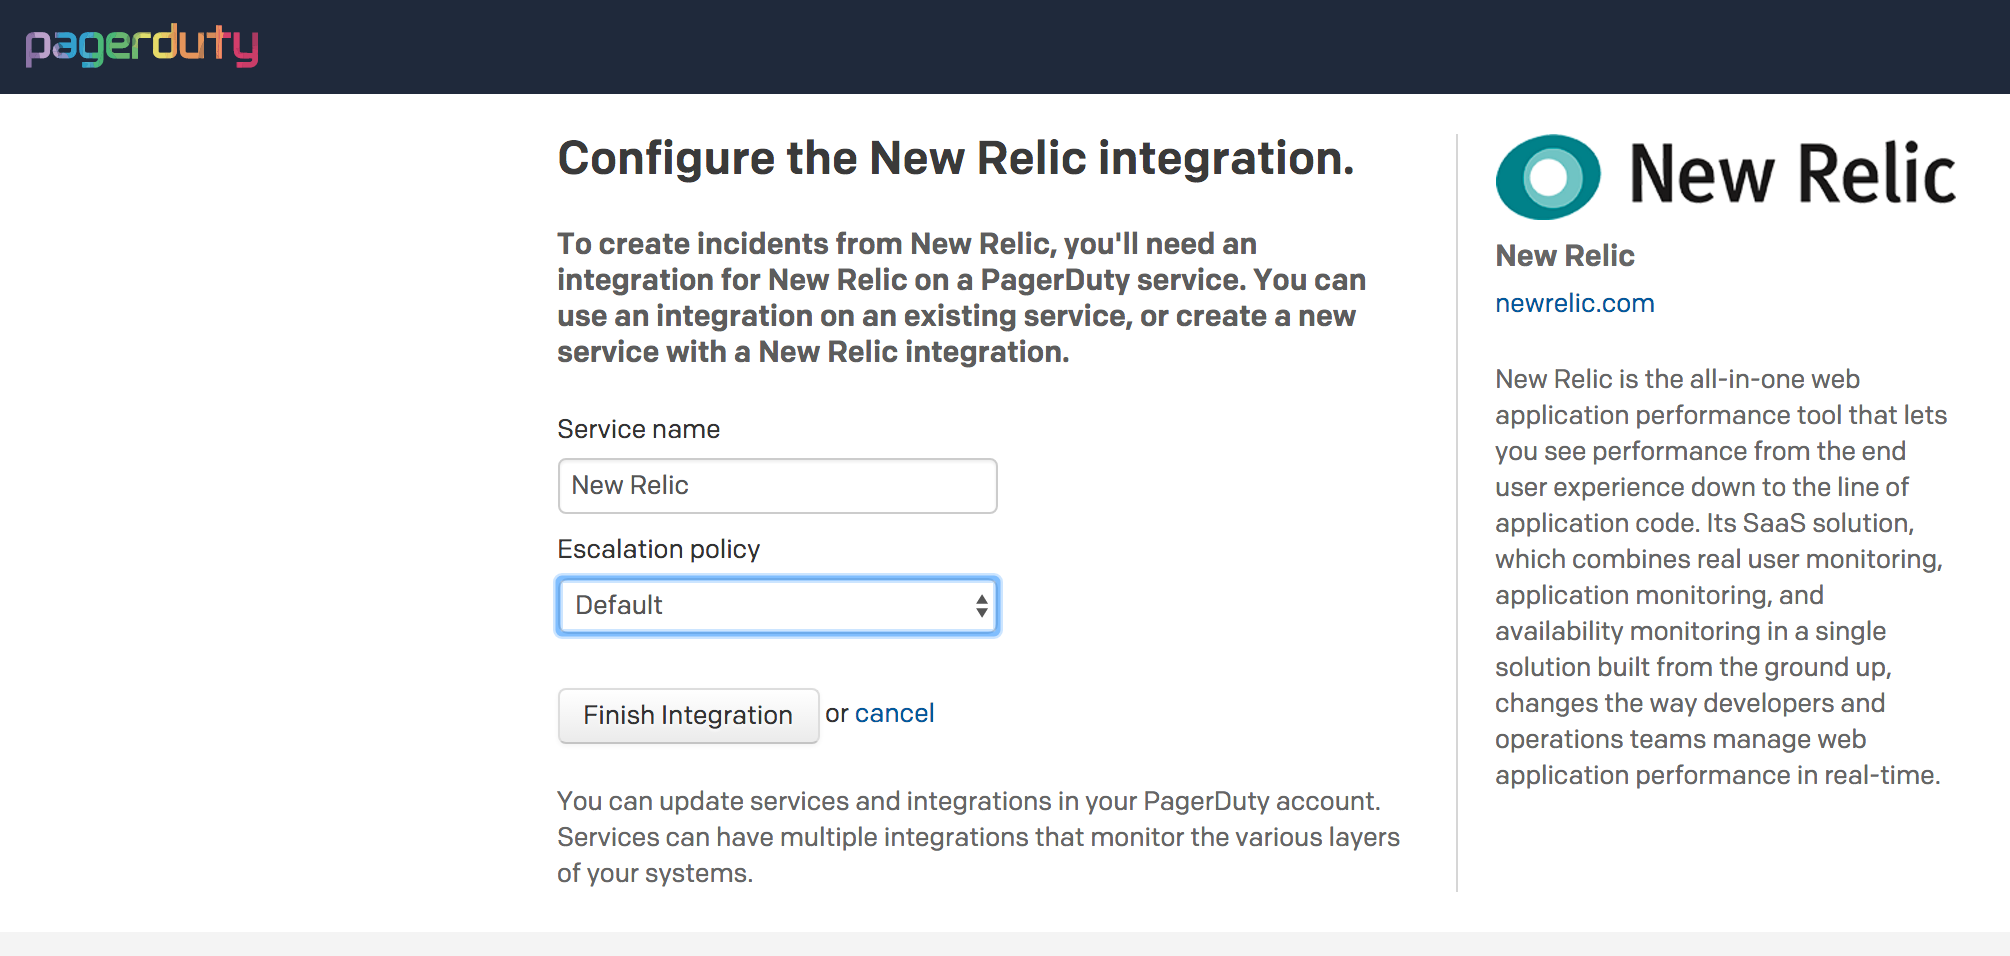 pagerduty
Configure the New Relic integration.
To create incidents from New Relic, you'll need an
integration for New Relic on a PagerDuty service. You can
use an integration on an existing service, or create a new
service with a New Relic integration.
Service name
New Relic
Escalation policy
Default
Finish Integration or cancel
You can update services and integrations in your PagerDuty account.
Services can have multiple integrations that monitor the various layers
of your systems.
New Relic
New Relic
newrelic.com
New Relic is the all-in-one web
application performance tool that lets
you see performance from the end
user experience down to the line of
application code. Its SaaS solution,
which combines real user monitoring,
application monitoring, and
availability monitoring in a single
solution built from the ground up,
changes the way developers and
operations teams manage web
application performance in real-time.